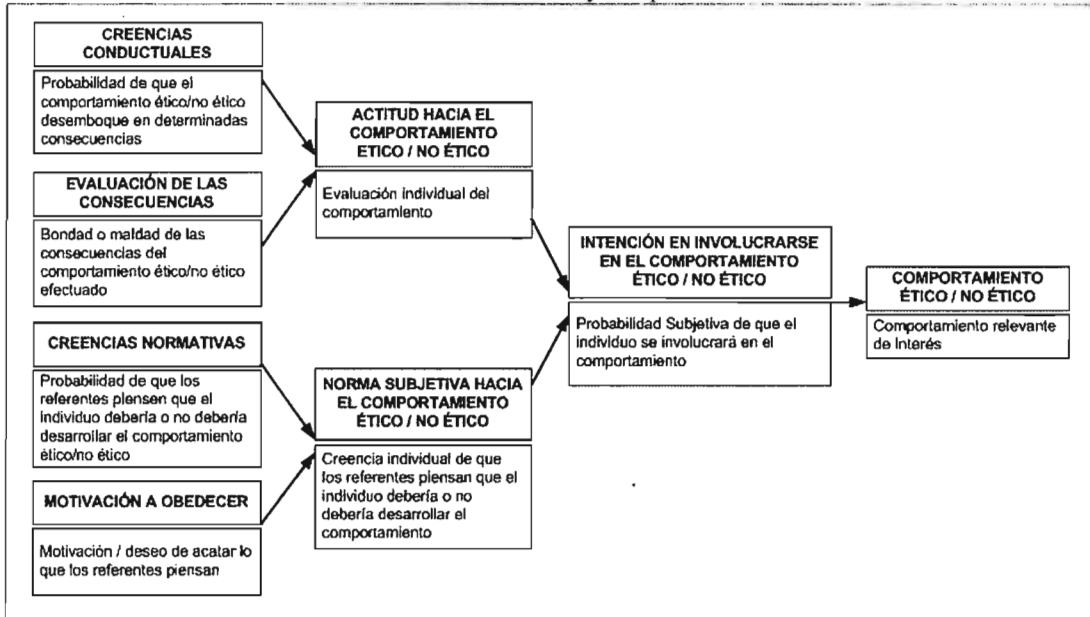 CREENCIAS
CONDUCTUALES
Probabilidad de que el
comportamiento ético/no ético
desemboque en determinadas
consecuencias
EVALUACIÓN DE LAS
CONSECUENCIAS
Bondad o maldad de las
consecuencias del
comportamiento ético/no ético
efectuado
CREENCIAS NORMATIVAS
Probabilidad de que los
referentes piensen que el
individuo debería o no debería
desarrollar el comportamiento
ético/no ético
MOTIVACIÓN A OBEDECER
Motivación / deseo de acatar lo
que los referentes piensan
ACTITUD HACIA EL
COMPORTAMIENTO
ETICO / NO ÉTICO
Evaluación individual del
comportamiento
NORMA SUBJETIVA HACIA
EL COMPORTAMIENTO
ÉTICO / NO ÉTICO
Creencia individual de que
los referentes piensan que el
individuo debería o no
debería desarrollar el
comportamiento
INTENCIÓN EN INVOLUCRARSE
EN EL COMPORTAMIENTO
ÉTICO / NO ÉTICO
Probabilidad Subjetiva de que el
individuo se involucrará en el
comportamiento
COMPORTAMIENTO
ÉTICO / NO ÉTICO
Comportamiento relevante
de Interés